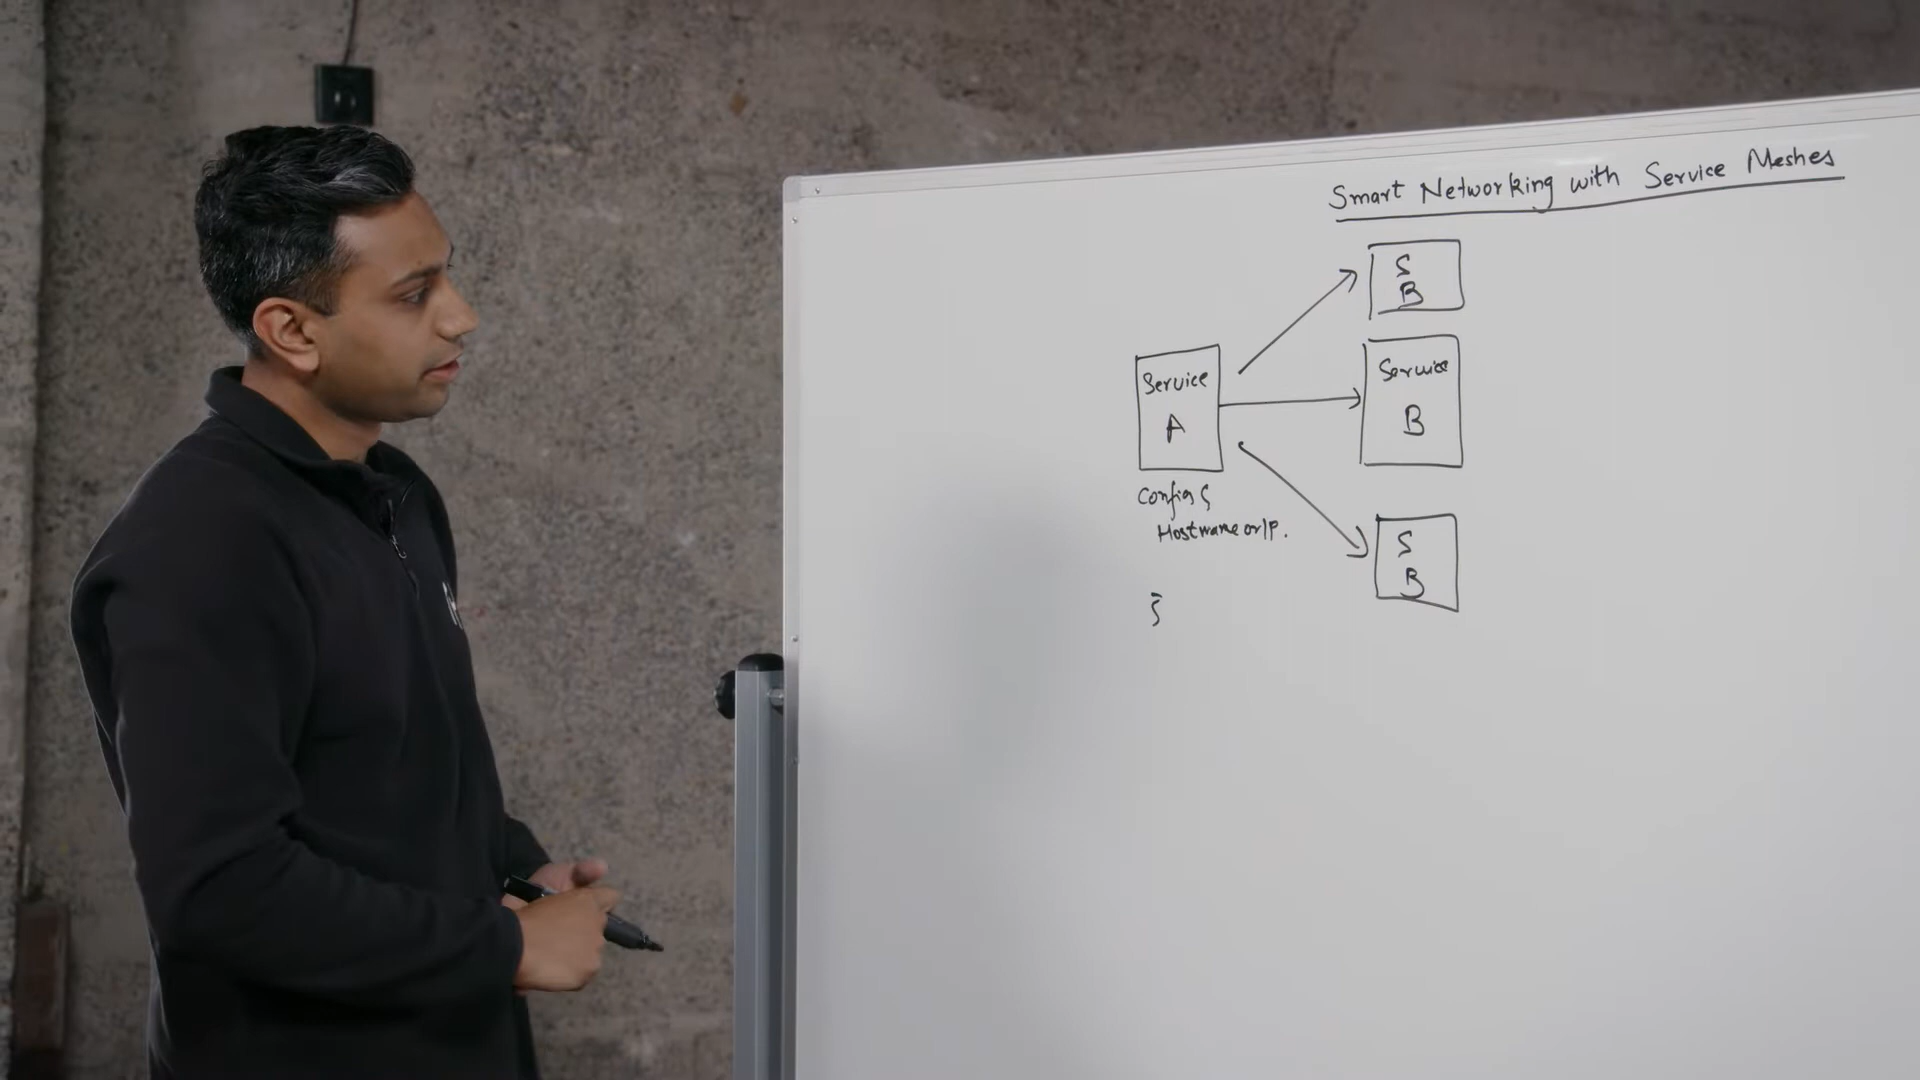 Smart Networking with Service Meshes
S
B
Service
A
Service
B
Config {
Hostname or IP.
}
S
B